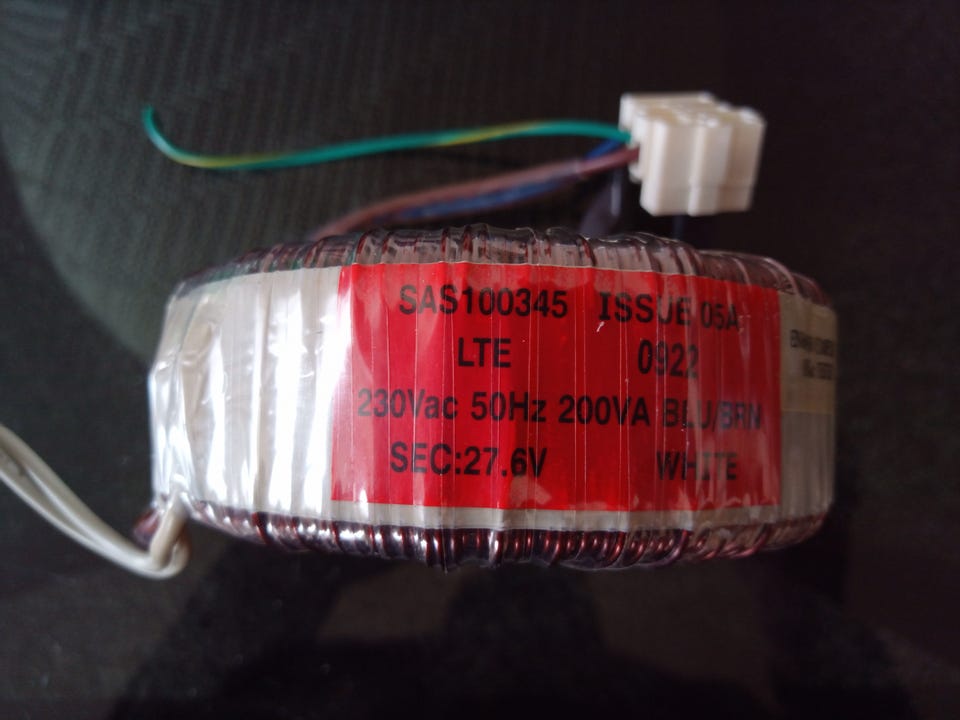 SAS100345 ISSUE 05A
LTE 0922
230Vac 50Hz 200VA BLU/BRN
SEC:27.6V WHITE